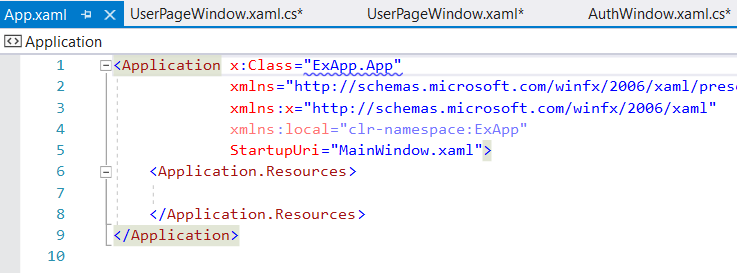 App.xaml UserPageWindow.xaml.cs* UserPageWindow.xaml* AuthWindow.xaml.cs*
Application
1 <Application x:Class="ExApp.App"
2 xmlns="http://schemas.microsoft.com/winfx/2006/xaml/pres
3 xmlns:x="http://schemas.microsoft.com/winfx/2006/xaml"
4 xmlns:local="clr-namespace:ExApp"
5 StartupUri="MainWindow.xaml">
6 <Application.Resources>
7
8 </Application.Resources>
9 </Application>
10